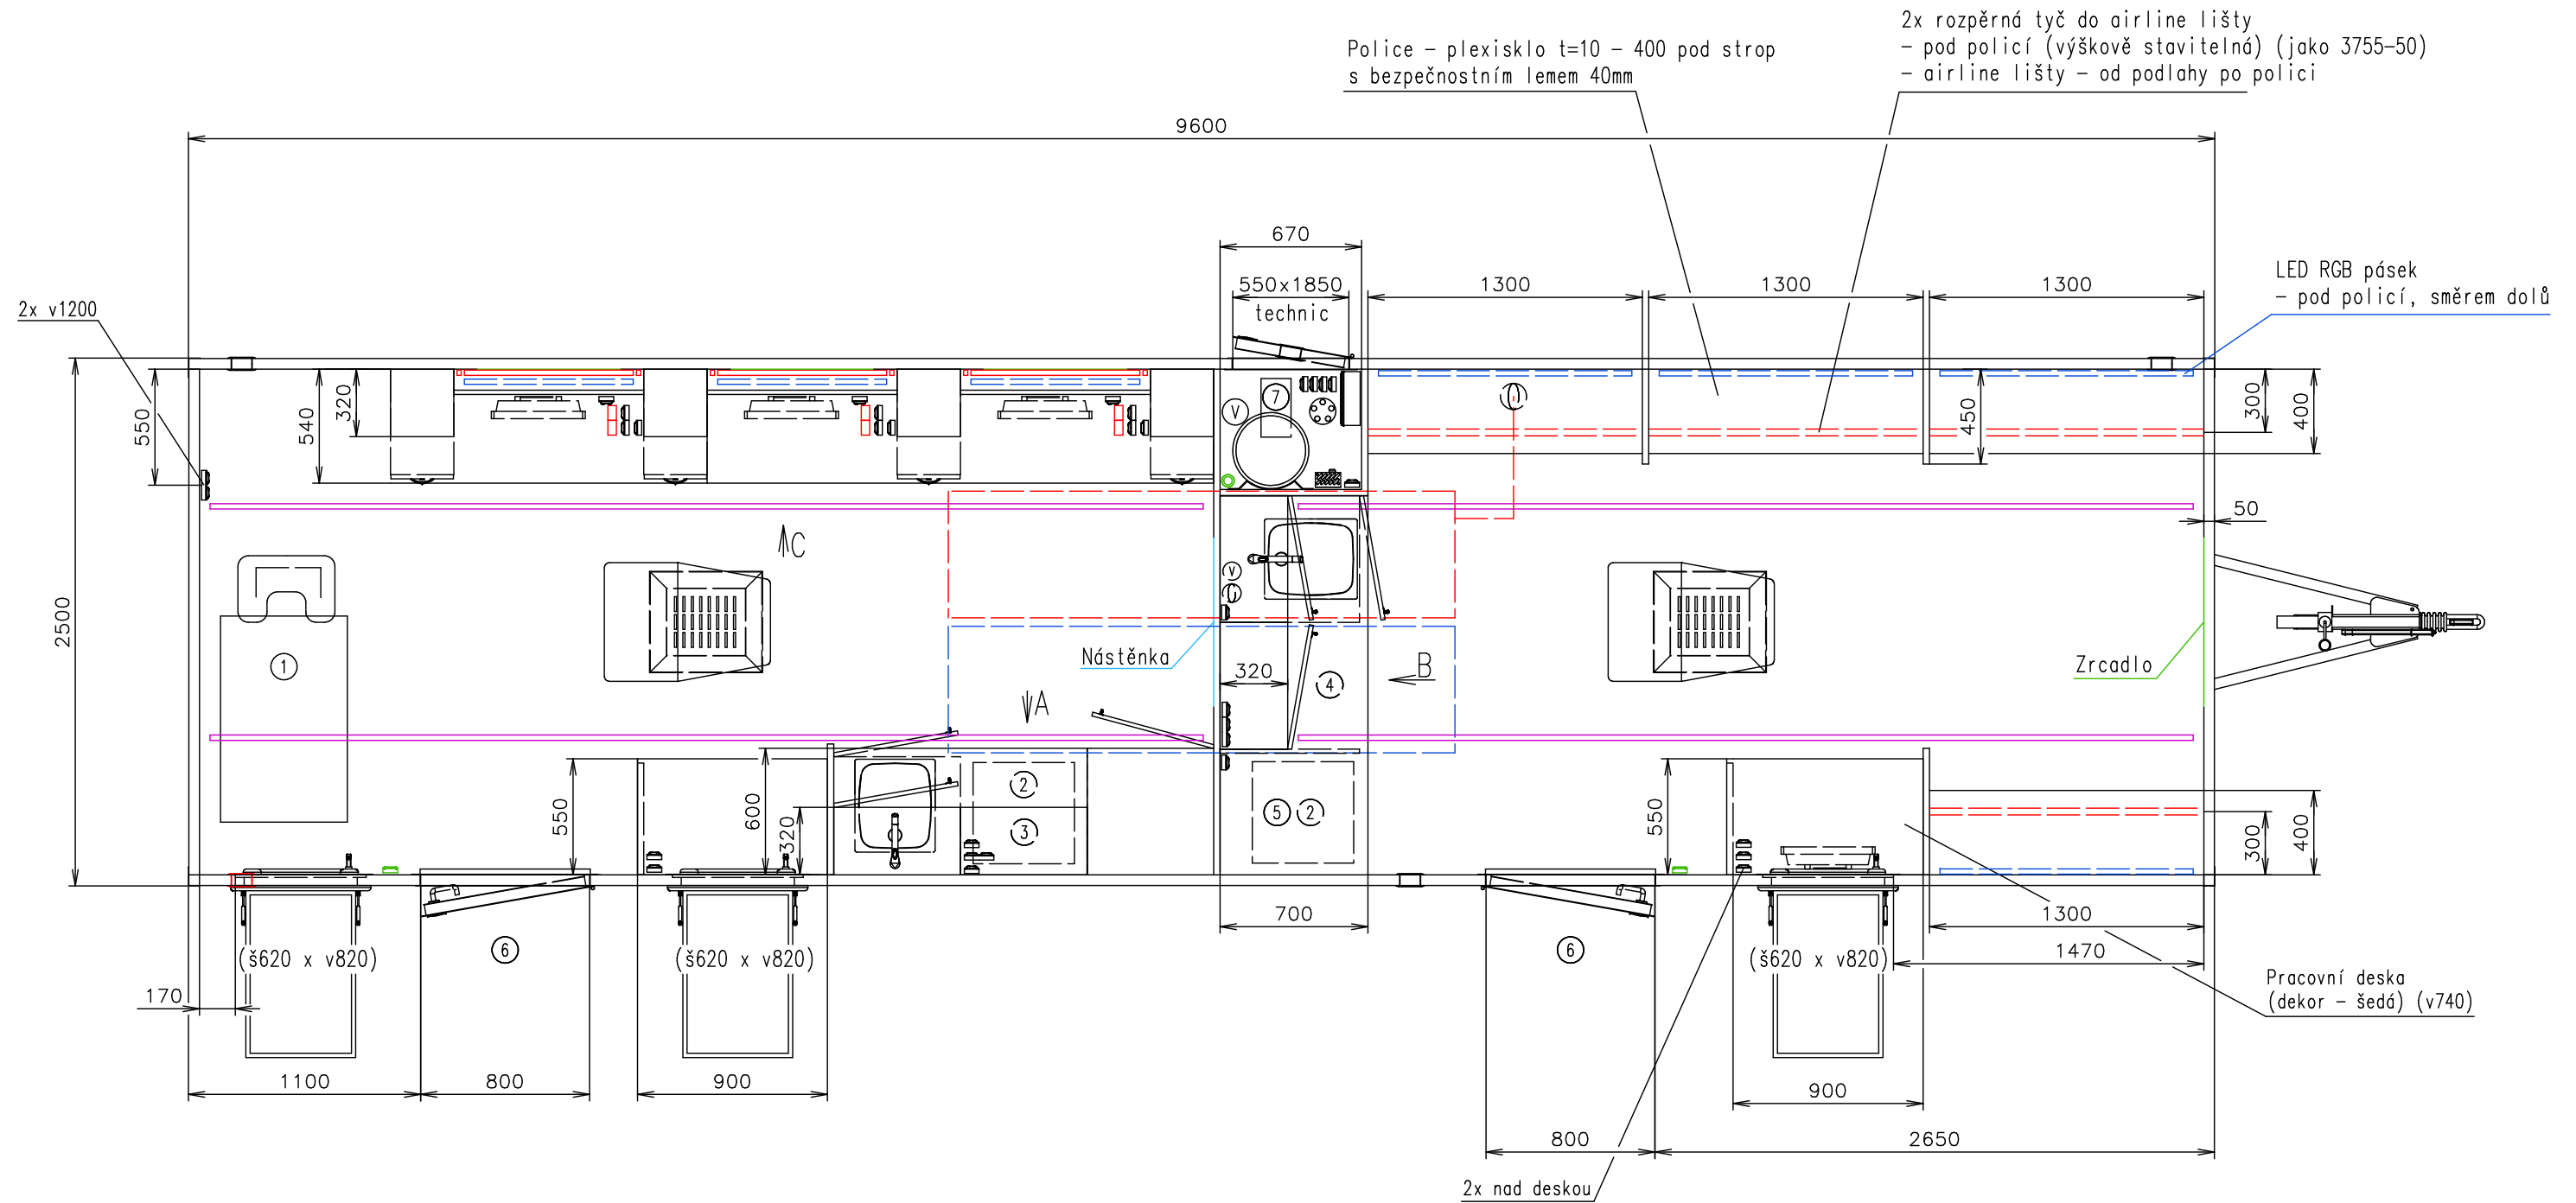 2x rozpěrná tyč do airline lišty
- pod policí (výškově stavitelná) (jako 3755-50)
- airline lišty - od podlahy po polici
Police - plexisklo t=10 - 400 pod strop
s bezpečnostním lemem 40mm
9600
670
LED RGB pásek
- pod policí, směrem dolů
550x1850
technic
1300
1300
1300
2x v1200
550
540
320
V
7
450
300
400
50
C
2500
V
1
Nástěnka
320
4
B
Zrcadlo
A
550
600
320
2
3
5
2
550
300
400
700
1300
1470
(š620 x v820)
6
(š620 x v820)
6
(š620 x v820)
170
Pracovní deska
(dekor - šedá) (v740)
1100
800
900
900
800
2650
2x nad deskou